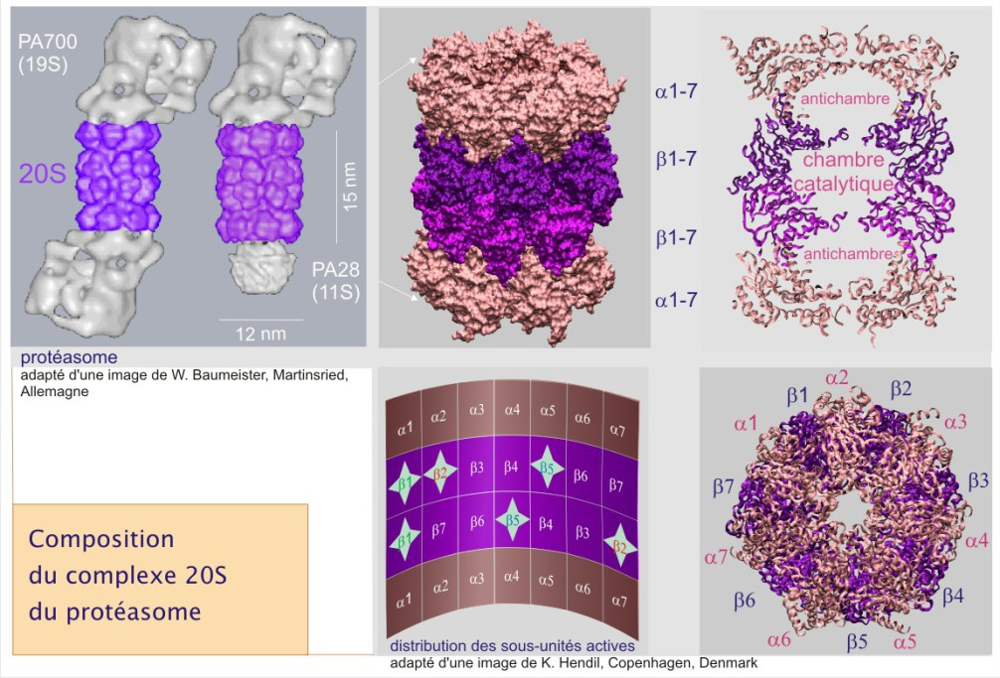 PA700
(19S)
20S
15 nm
PA28
(11S)
12 nm
protéasome
adapté d'une image de W. Baumeister, Martinsried,
Allemagne
α1-7
β1-7
β1-7
α1-7
antichambre
chambre
catalytique
antichambre
Composition
du complexe 20S
du protéasome
α1 α2 α3 α4 α5 α6 α7
β1 β2 β3 β4 β5 β6 β7
β1 β7 β6 β5 β4 β3 β2
α1 α2 α3 α4 α5 α6 α7
distribution des sous-unités actives
adapté d'une image de K. Hendil, Copenhagen, Denmark
α2
β1 β2
α1 α3
β7 β3
α7 α4
β6 β4
α6 β5 α5